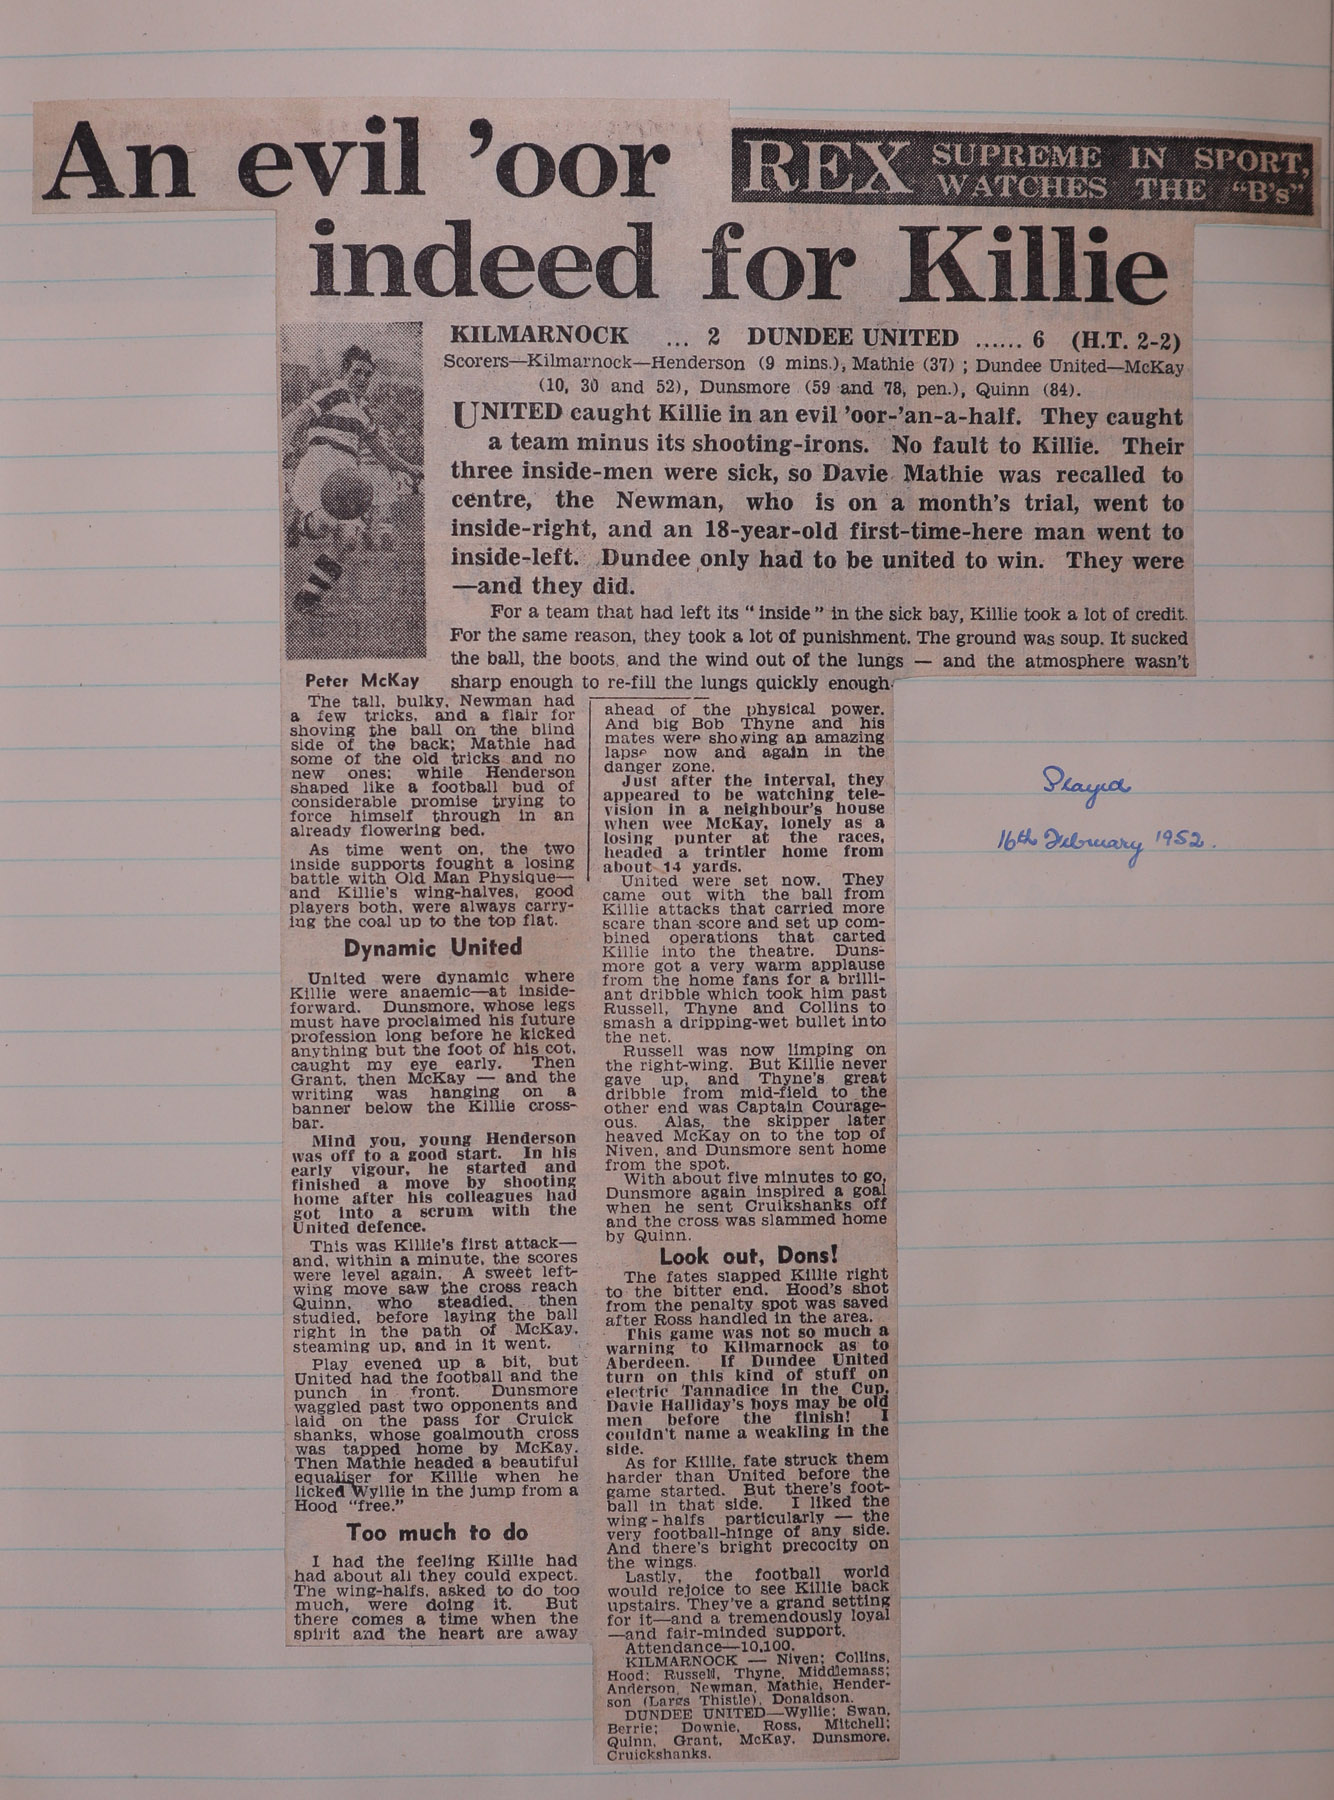 An evil 'oor
REX SUPREME IN SPORT,
WATCHES THE "B's"
indeed for Killie
KILMARNOCK ... 2 DUNDEE UNITED ...... 6 (H.T. 2-2)
Scorers—Kilmarnock—Henderson (9 mins.), Mathie (37) ; Dundee United—McKay
(10, 30 and 52), Dunsmore (59 and 78, pen.), Quinn (84).
UNITED caught Killie in an evil 'oor-'an-a-half. They caught
a team minus its shooting-irons. No fault to Killie. Their
three inside-men were sick, so Davie Mathie was recalled to
centre, the Newman, who is on a month's trial, went to
inside-right, and an 18-year-old first-time-here man went to
inside-left. Dundee only had to be united to win. They were
—and they did.
For a team that had left its "inside" in the sick bay, Killie took a lot of credit.
For the same reason, they took a lot of punishment. The ground was soup. It sucked
the ball, the boots, and the wind out of the lungs — and the atmosphere wasn't
sharp enough to re-fill the lungs quickly enough.
Peter McKay
The tall, bulky, Newman had
a few tricks, and a flair for
shoving the ball on the blind
side of the back; Mathie had
some of the old tricks and no
new ones; while Henderson
shaped like a football bud of
considerable promise trying to
force himself through in an
already flowering bed.
As time went on, the two
inside supports fought a losing
battle with Old Man Physique—
and Killie's wing-halves, good
players both, were always carry-
ing the coal up to the top flat.
Dynamic United
United were dynamic where
Killie were anaemic—at inside-
forward. Dunsmore, whose legs
must have proclaimed his future
profession long before he kicked
anything but the foot of his cot,
caught my eye early. Then
Grant, then McKay — and the
writing was hanging on a
banner below the Killie cross-
bar.
Mind you, young Henderson
was off to a good start. In his
early vigour, he started and
finished a move by shooting
home after his colleagues had
got into a scrum with the
United defence.
This was Killie's first attack—
and, within a minute, the scores
were level again. A sweet left-
wing move saw the cross reach
Quinn, who steadied, then
studied, before laying the ball
right in the path of McKay,
steaming up, and in it went.
Play evened up a bit, but
United had the football and the
punch in front. Dunsmore
waggled past two opponents and
laid on the pass for Cruick
shanks, whose goalmouth cross
was tapped home by McKay.
Then Mathie headed a beautiful
equaliser for Killie when he
licked Wyllie in the jump from a
Hood "free."
Too much to do
I had the feeling Killie had
had about all they could expect.
The wing-halfs, asked to do too
much, were doing it. But
there comes a time when the
spirit and the heart are away
ahead of the physical power.
And big Bob Thyne and his
mates were showing an amazing
lapse now and again in the
danger zone.
Just after the interval, they
appeared to be watching tele-
vision in a neighbour's house
when wee McKay, lonely as a
losing punter at the races,
headed a trintler home from
about 14 yards.
United were set now. They
came out with the ball from
Killie attacks that carried more
scare than score and set up com-
bined operations that carted
Killie into the theatre. Duns-
more got a very warm applause
from the home fans for a brilli-
ant dribble which took him past
Russell, Thyne and Collins to
smash a dripping-wet bullet into
the net.
Russell was now limping on
the right-wing. But Killie never
gave up, and Thyne's great
dribble from mid-field to the
other end was Captain Courage-
ous. Alas, the skipper later
heaved McKay on to the top of
Niven, and Dunsmore sent home
from the spot.
With about five minutes to go,
Dunsmore again inspired a goal
when he sent Cruikshanks off
and the cross was slammed home
by Quinn.
Look out, Dons!
The fates slapped Killie right
to the bitter end. Hood's shot
from the penalty spot was saved
after Ross handled in the area.
This game was not so much a
warning to Kilmarnock as to
Aberdeen. If Dundee United
turn on this kind of stuff on
electric Tannadice in the Cup,
Davie Halliday's boys may be old
men before the finish! I
couldn't name a weakling in the
side.
As for Killie, fate struck them
harder than United before the
game started. But there's foot-
ball in that side. I liked the
wing-halfs particularly — the
very football-hinge of any side.
And there's bright precocity on
the wings.
Lastly, the football world
would rejoice to see Killie back
upstairs. They've a grand setting
for it—and a tremendously loyal
—and fair-minded support.
Attendance—10,100.
KILMARNOCK — Niven; Collins,
Hood; Russell, Thyne, Middlemass;
Anderson, Newman, Mathie, Hender-
son (Largs Thistle), Donaldson.
DUNDEE UNITED—Wyllie; Swan,
Berrie; Downie, Ross, Mitchell;
Quinn, Grant, McKay, Dunsmore,
Cruickshanks.
Played
16th February 1952.